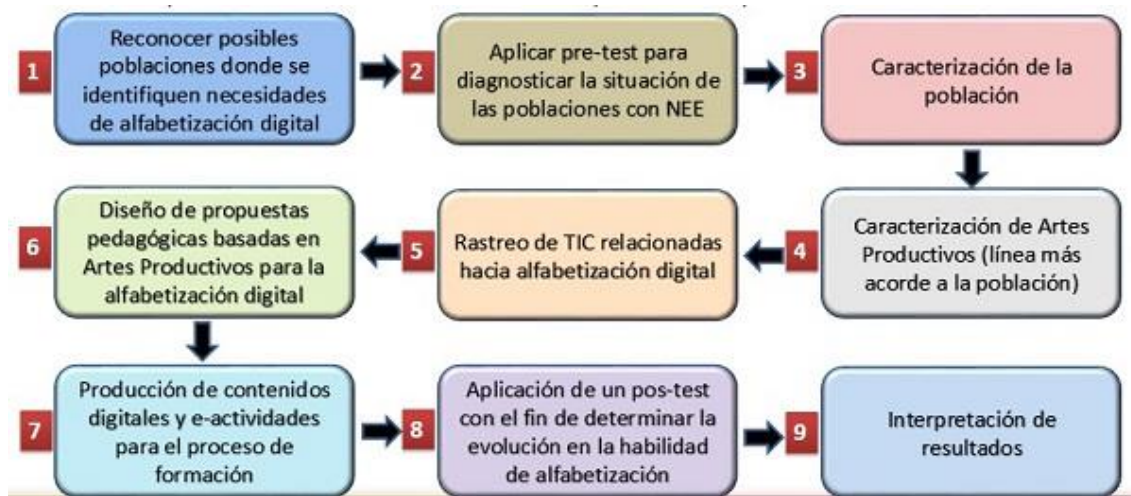 1
Reconocer posibles
poblaciones donde se
identifiquen necesidades
de alfabetización digital
2
Aplicar pre-test para
diagnosticar la situación de
las poblaciones con NEE
3
Caracterización de la
población
4
Caracterización de Artes
Productivos (línea más
acorde a la población)
5
Rastreo de TIC relacionadas
hacia alfabetización digital
6
Diseño de propuestas
pedagógicas basadas en
Artes Productivos para la
alfabetización digital
7
Producción de contenidos
digitales y e-actividades
para el proceso de
formación
8
Aplicación de un pos-test
con el fin de determinar la
evolución en la habilidad
de alfabetización
9
Interpretación de
resultados